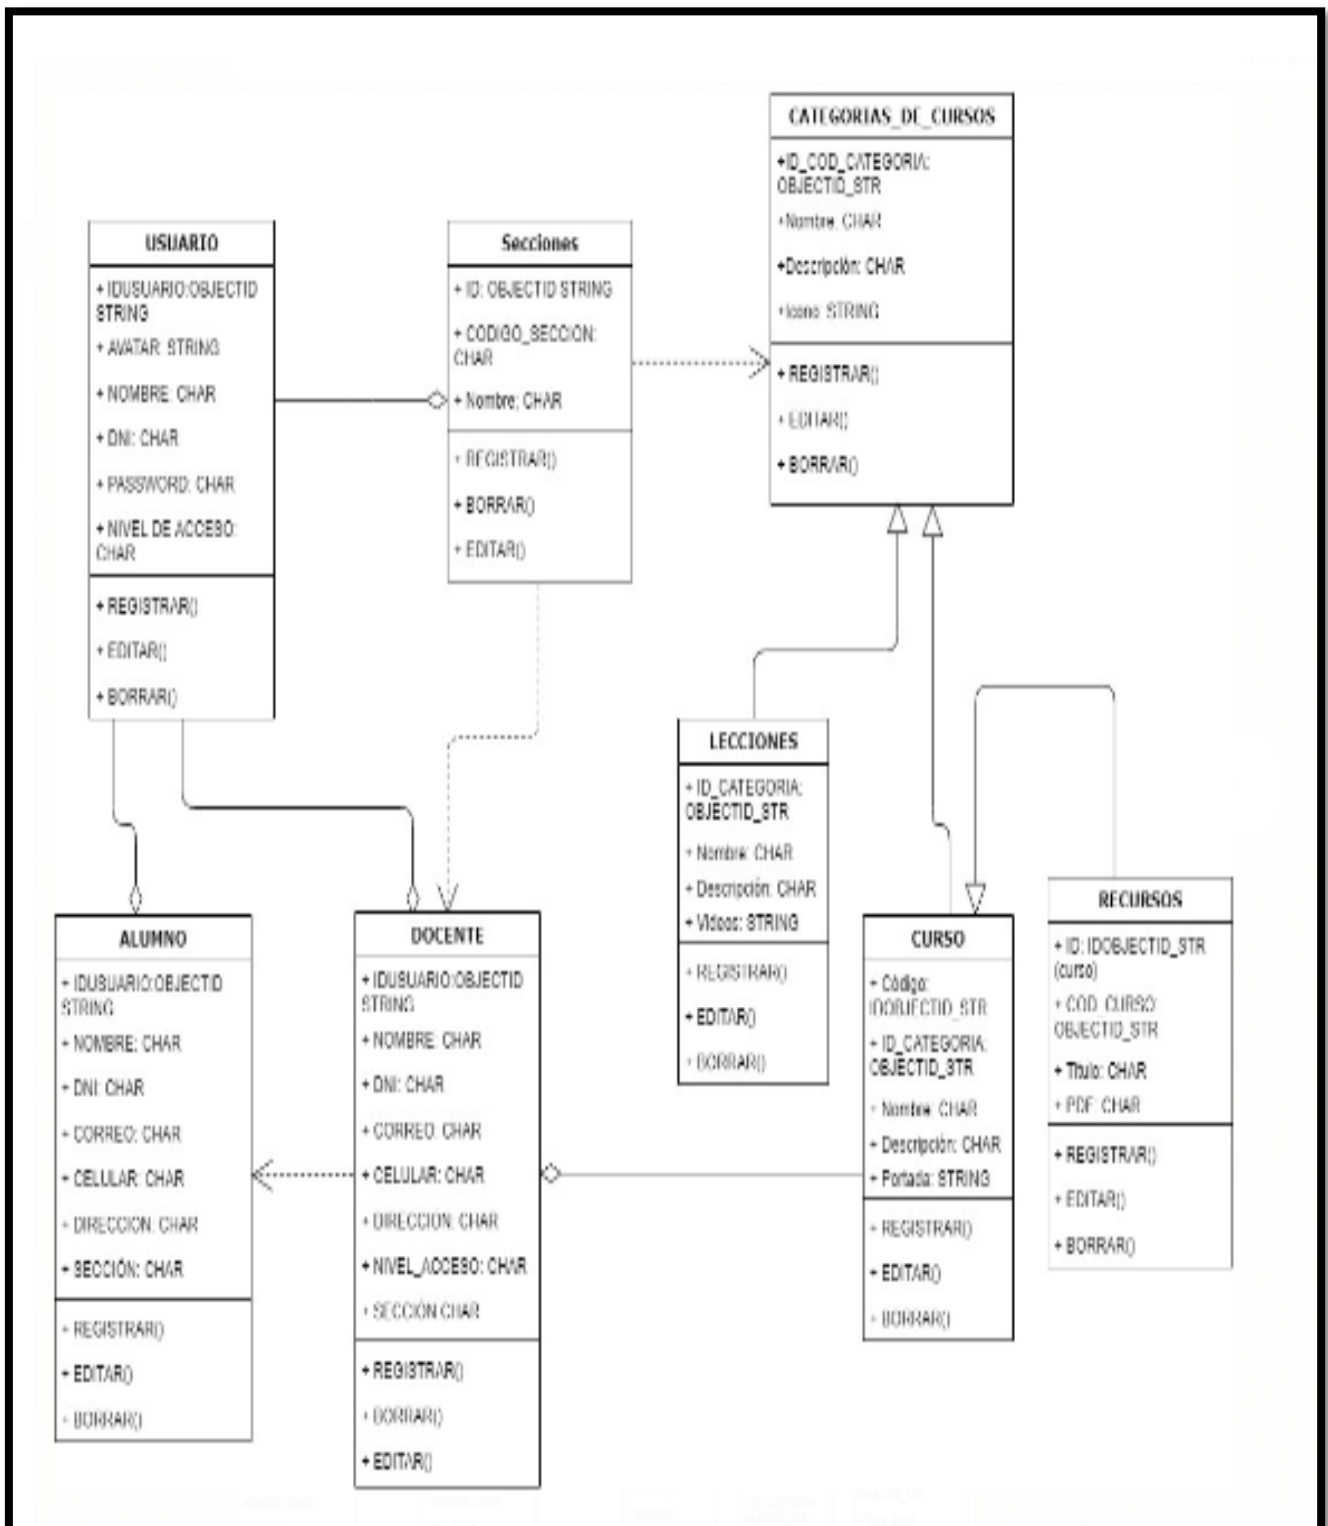 CATEGORIAS_DE_CURSOS
+ID_COD_CATEGORIA:
OBJECTID_STR
+Nombre: CHAR
+Descripción: CHAR
+Icono: STRING
+ REGISTRAR()
+ EDITAR()
+ BORRAR()
USUARIO
+ IDUSUARIO:OBJECTID
STRING
+ AVATAR: STRING
+ NOMBRE: CHAR
+ DNI: CHAR
+ PASSWORD: CHAR
+ NIVEL DE ACCESO:
CHAR
+ REGISTRAR()
+ EDITAR()
+ BORRAR()
Secciones
+ ID: OBJECTID STRING
+ CODIGO_SECCION:
CHAR
+ Nombre: CHAR
+ REGISTRAR()
+ BORRAR()
+ EDITAR()
LECCIONES
+ ID_CATEGORIA:
OBJECTID_STR
+ Nombre: CHAR
+ Descripción: CHAR
+ Videos: STRING
+ REGISTRAR()
+ EDITAR()
+ BORRAR()
ALUMNO
+ IDUSUARIO:OBJECTID
STRING
+ NOMBRE: CHAR
+ DNI: CHAR
+ CORREO: CHAR
+ CELULAR: CHAR
+ DIRECCION: CHAR
+ SECCIÓN: CHAR
+ REGISTRAR()
+ EDITAR()
+ BORRAR()
DOCENTE
+ IDUSUARIO:OBJECTID
STRING
+ NOMBRE: CHAR
+ DNI: CHAR
+ CORREO: CHAR
+ CELULAR: CHAR
+ DIRECCION: CHAR
+ NIVEL_ACCESO: CHAR
+ SECCIÓN CHAR
+ REGISTRAR()
+ BORRAR()
+ EDITAR()
CURSO
+ Código:
IDOBJECTID_STR
+ ID_CATEGORIA:
OBJECTID_STR
+ Nombre: CHAR
+ Descripción: CHAR
+ Portada: STRING
+ REGISTRAR()
+ EDITAR()
+ BORRAR()
RECURSOS
+ ID: IDOBJECTID_STR
(curso)
+ COD_CURSO:
OBJECTID_STR
+ Titulo: CHAR
+ PDF: CHAR
+ REGISTRAR()
+ EDITAR()
+ BORRAR()